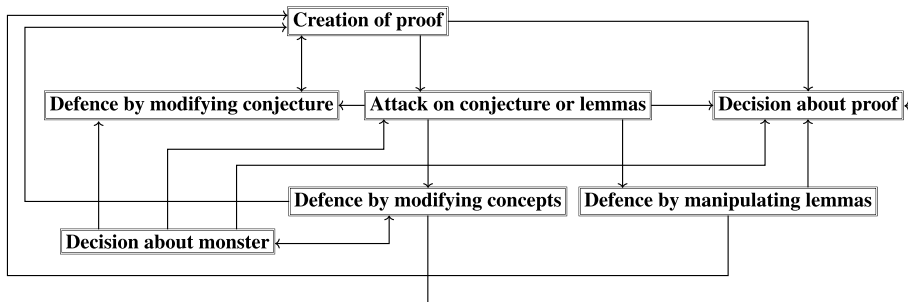 Creation of proof
Defence by modifying conjecture
Attack on conjecture or lemmas
Decision about proof
Defence by modifying concepts
Defence by manipulating lemmas
Decision about monster